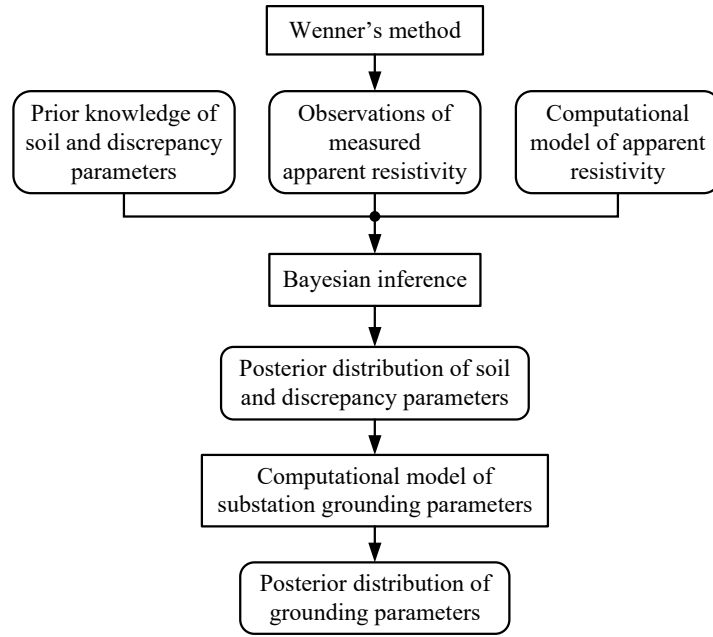 Wenner's method
Prior knowledge of
soil and discrepancy
parameters
Observations of
measured
apparent resistivity
Computational
model of apparent
resistivity
Bayesian inference
Posterior distribution of soil
and discrepancy parameters
Computational model of
substation grounding parameters
Posterior distribution of
grounding parameters